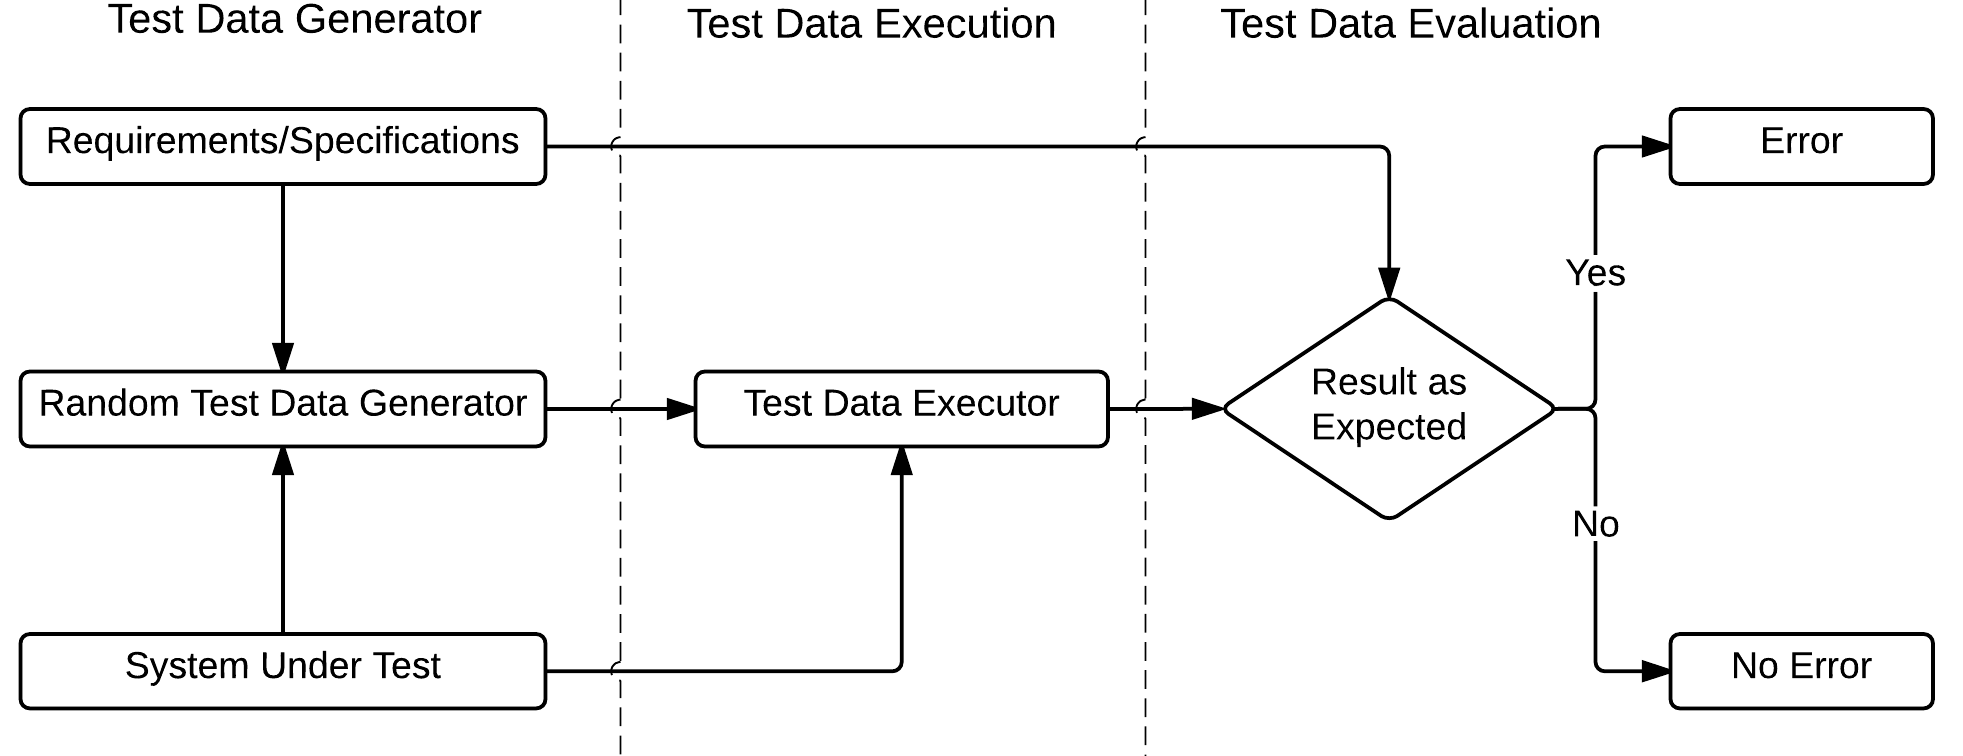 Test Data Generator
Test Data Execution
Test Data Evaluation
Requirements/Specifications
Error
Yes
Random Test Data Generator
Test Data Executor
Result as
Expected
No
System Under Test
No Error